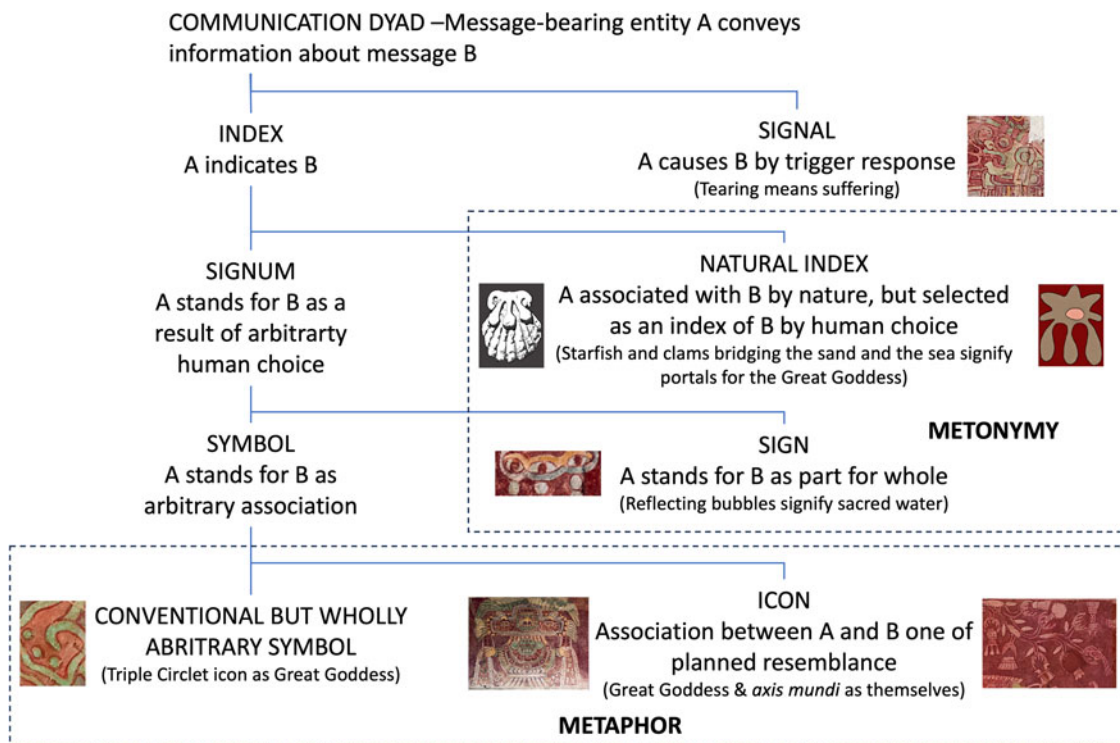 COMMUNICATION DYAD –Message-bearing entity A conveys
information about message B
INDEX
A indicates B
SIGNAL
A causes B by trigger response
(Tearing means suffering)
SIGNUM
A stands for B as a
result of arbitrarty
human choice
NATURAL INDEX
A associated with B by nature, but selected
as an index of B by human choice
(Starfish and clams bridging the sand and the sea signify
portals for the Great Goddess)
METONYMY
SYMBOL
A stands for B as
arbitrary association
SIGN
A stands for B as part for whole
(Reflecting bubbles signify sacred water)
CONVENTIONAL BUT WHOLLY
ABRITRARY SYMBOL
(Triple Circlet icon as Great Goddess)
ICON
Association between A and B one of
planned resemblance
(Great Goddess & axis mundi as themselves)
METAPHOR